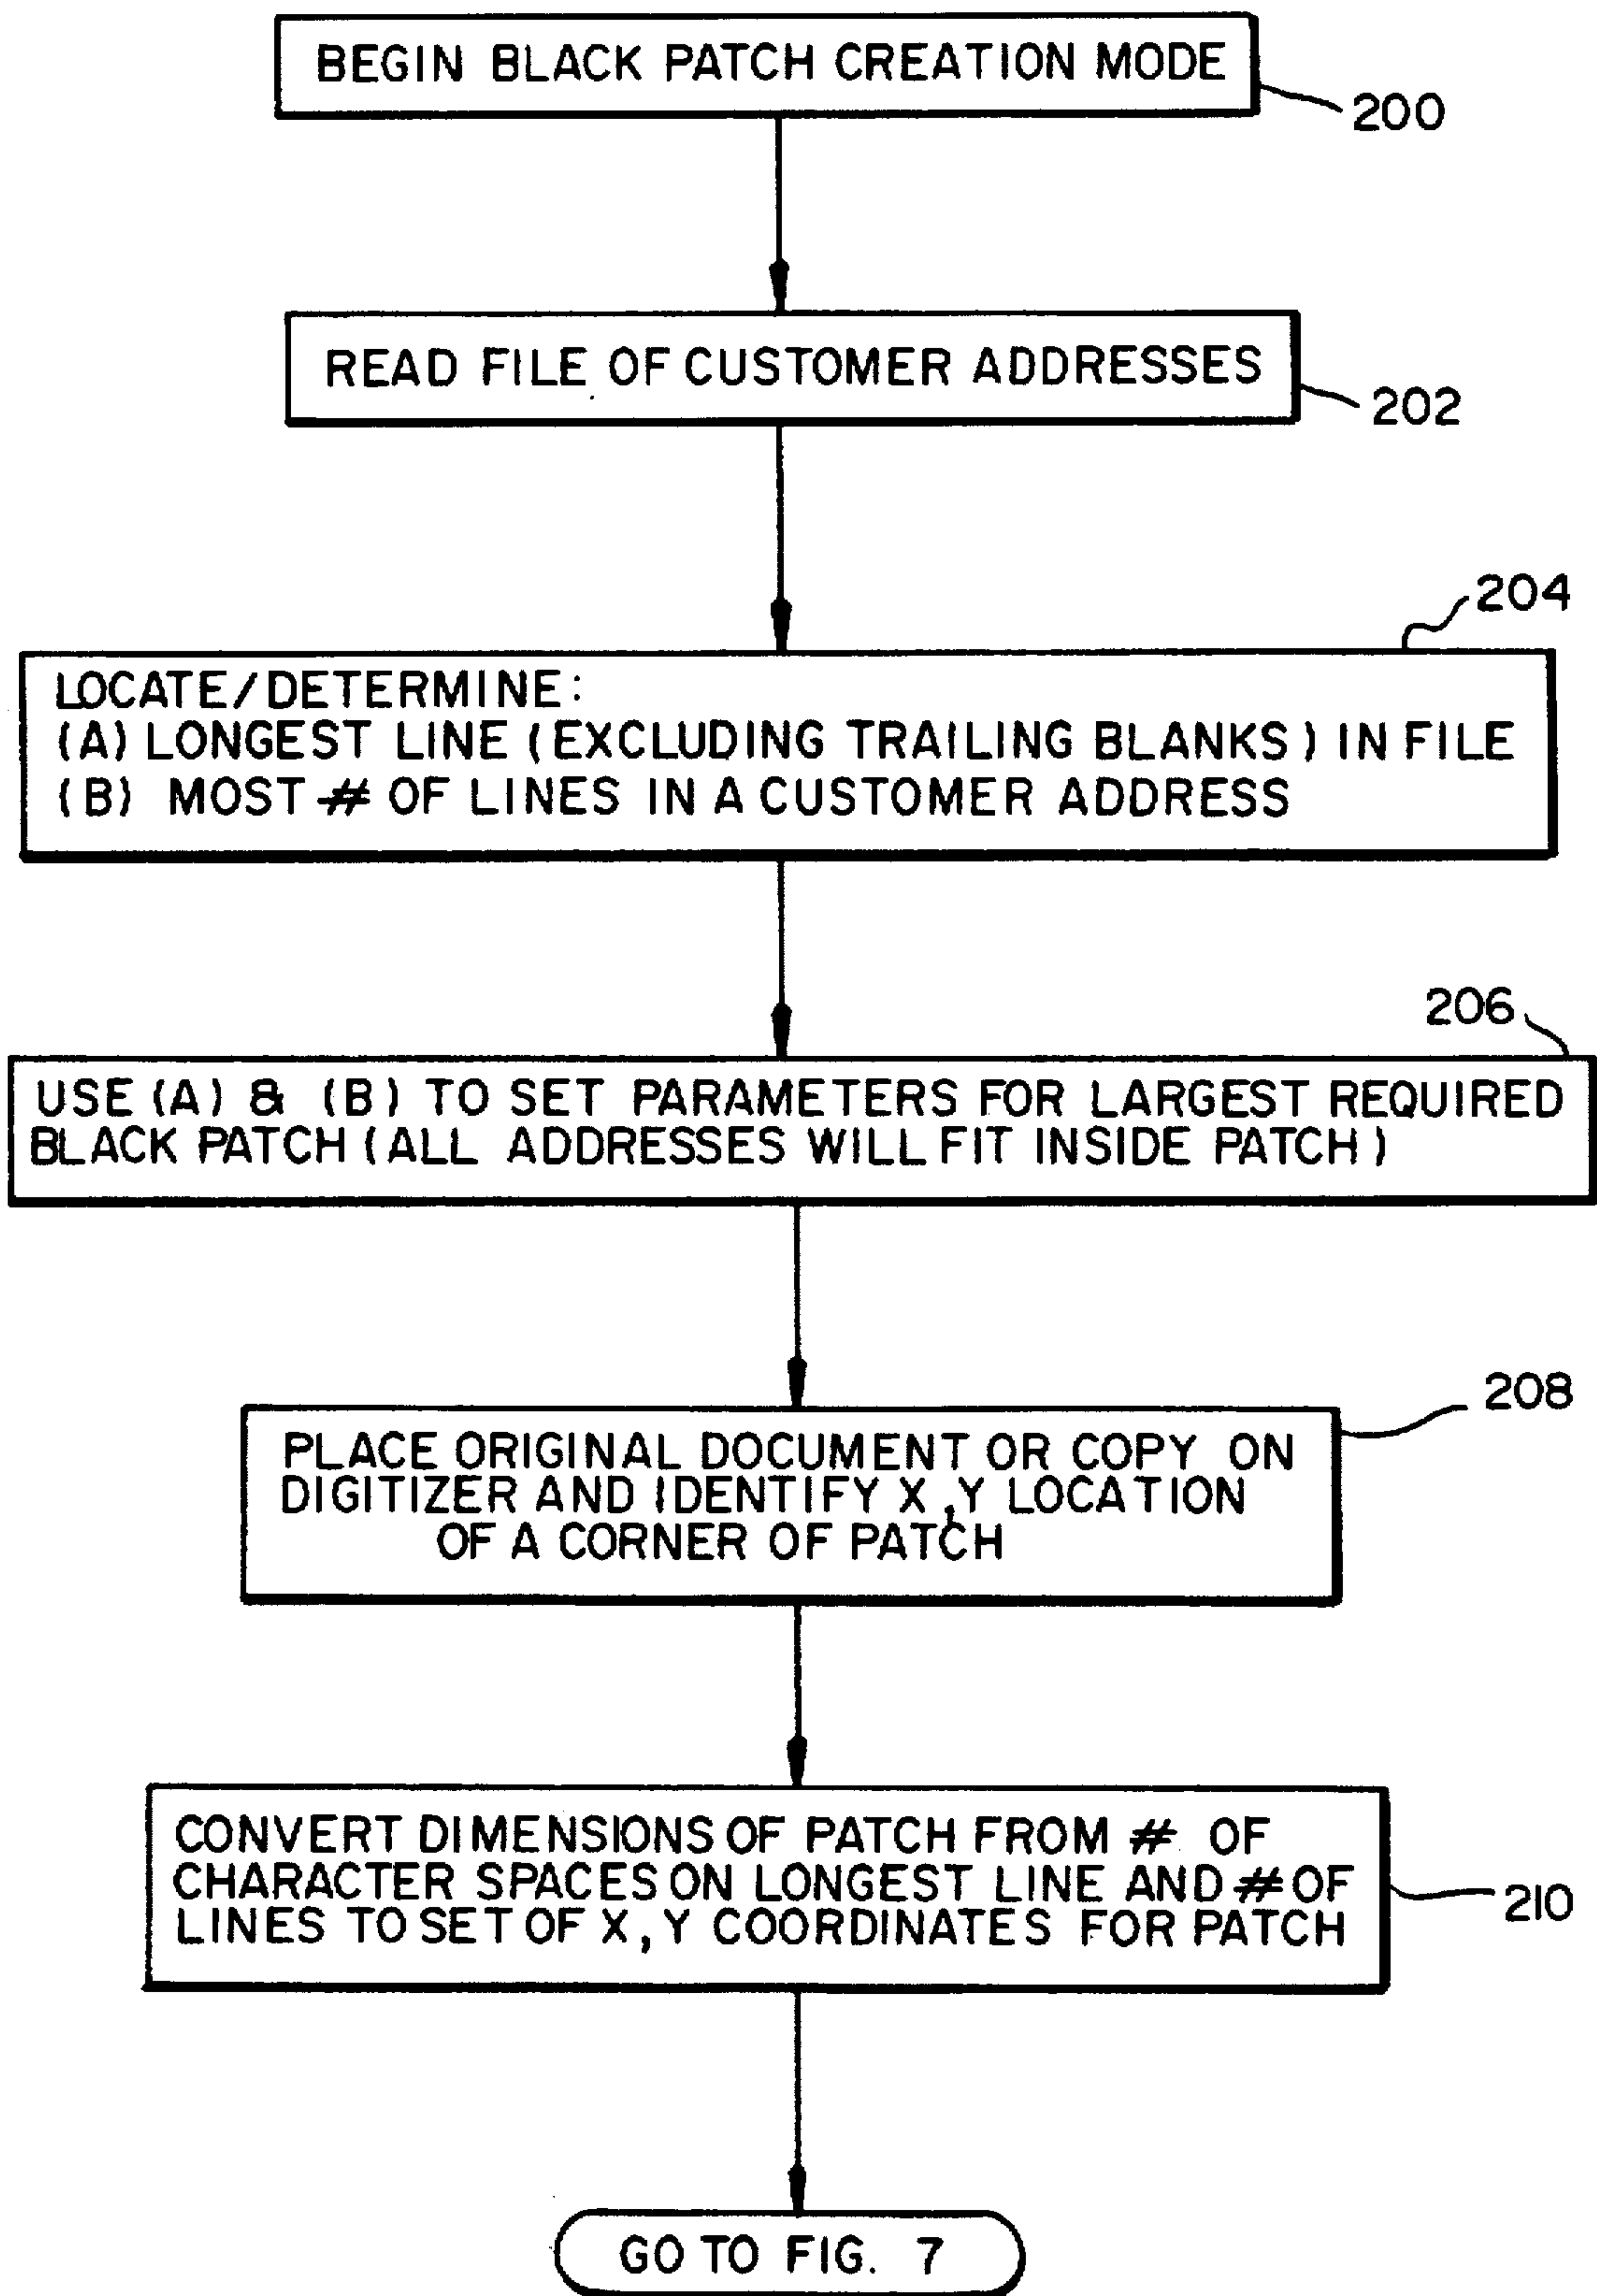 BEGIN BLACK PATCH CREATION MODE
200
READ FILE OF CUSTOMER ADDRESSES
202
204
LOCATE/DETERMINE:
(A) LONGEST LINE (EXCLUDING TRAILING BLANKS) IN FILE
(B) MOST # OF LINES IN A CUSTOMER ADDRESS
206
USE (A) & (B) TO SET PARAMETERS FOR LARGEST REQUIRED
BLACK PATCH (ALL ADDRESSES WILL FIT INSIDE PATCH)
208
PLACE ORIGINAL DOCUMENT OR COPY ON
DIGITIZER AND IDENTIFY X,Y LOCATION
OF A CORNER OF PATCH
CONVERT DIMENSIONS OF PATCH FROM # OF
CHARACTER SPACES ON LONGEST LINE AND # OF
LINES TO SET OF X,Y COORDINATES FOR PATCH
210
GO TO FIG. 7